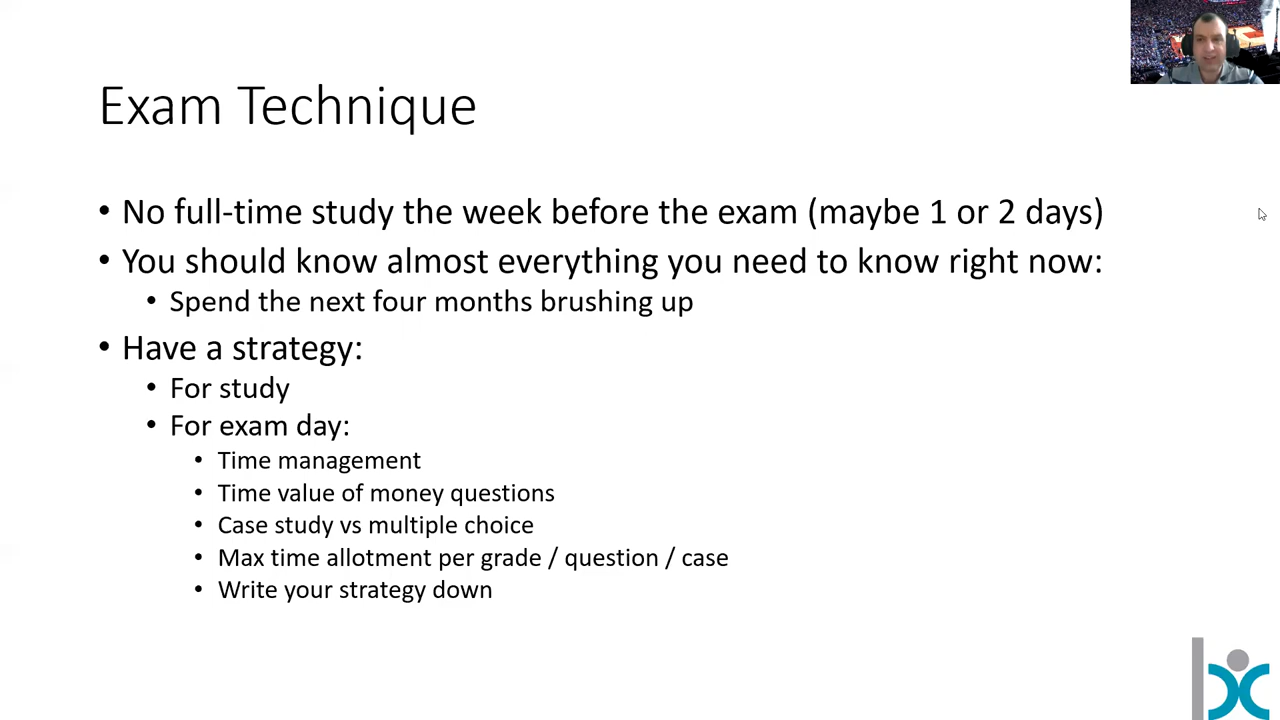 Exam Technique
• No full-time study the week before the exam (maybe 1 or 2 days)
• You should know almost everything you need to know right now:
• Spend the next four months brushing up
• Have a strategy:
• For study
• For exam day:
• Time management
• Time value of money questions
• Case study vs multiple choice
• Max time allotment per grade / question / case
• Write your strategy down